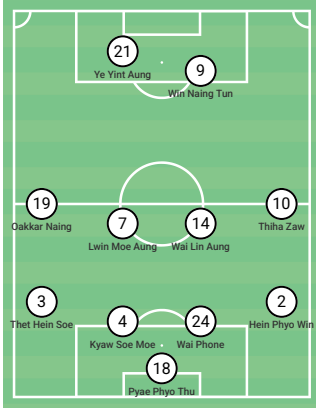 21
Ye Yint Aung
9
Win Naing Tun
19
Oakkar Naing
7
Lwin Moe Aung
14
Wai Lin Aung
10
Thiha Zaw
3
Thet Hein Soe
4
Kyaw Soe Moe
24
Wai Phone
2
Hein Phyo Win
18
Pyae Phyo Thu